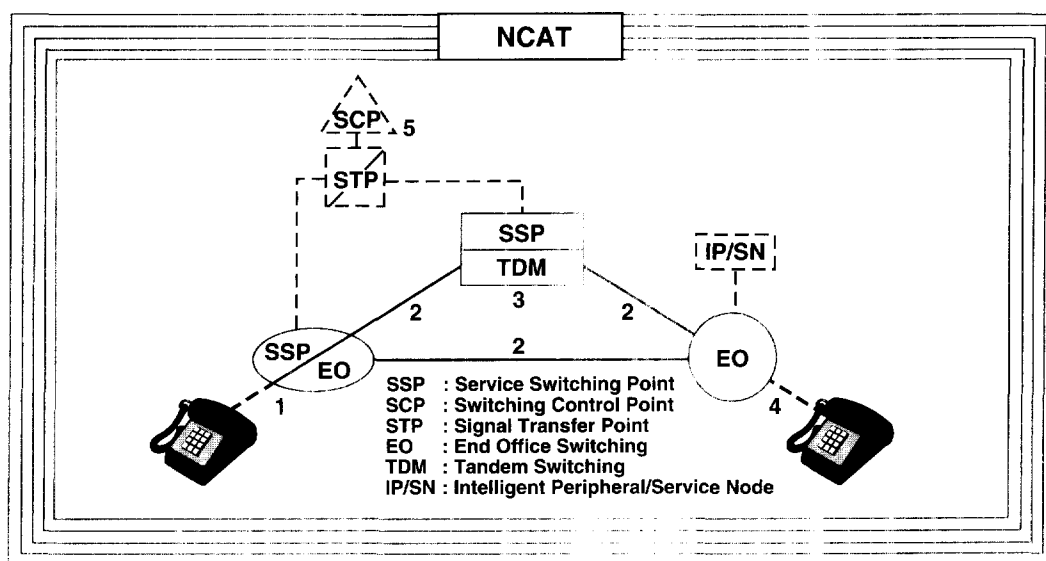 NCAT
SCP 5
STP
SSP
TDM
IP/SN
3
2
2
SSP
EO
2
EO
1
4
SSP : Service Switching Point
SCP : Switching Control Point
STP : Signal Transfer Point
EO : End Office Switching
TDM : Tandem Switching
IP/SN : Intelligent Peripheral/Service Node